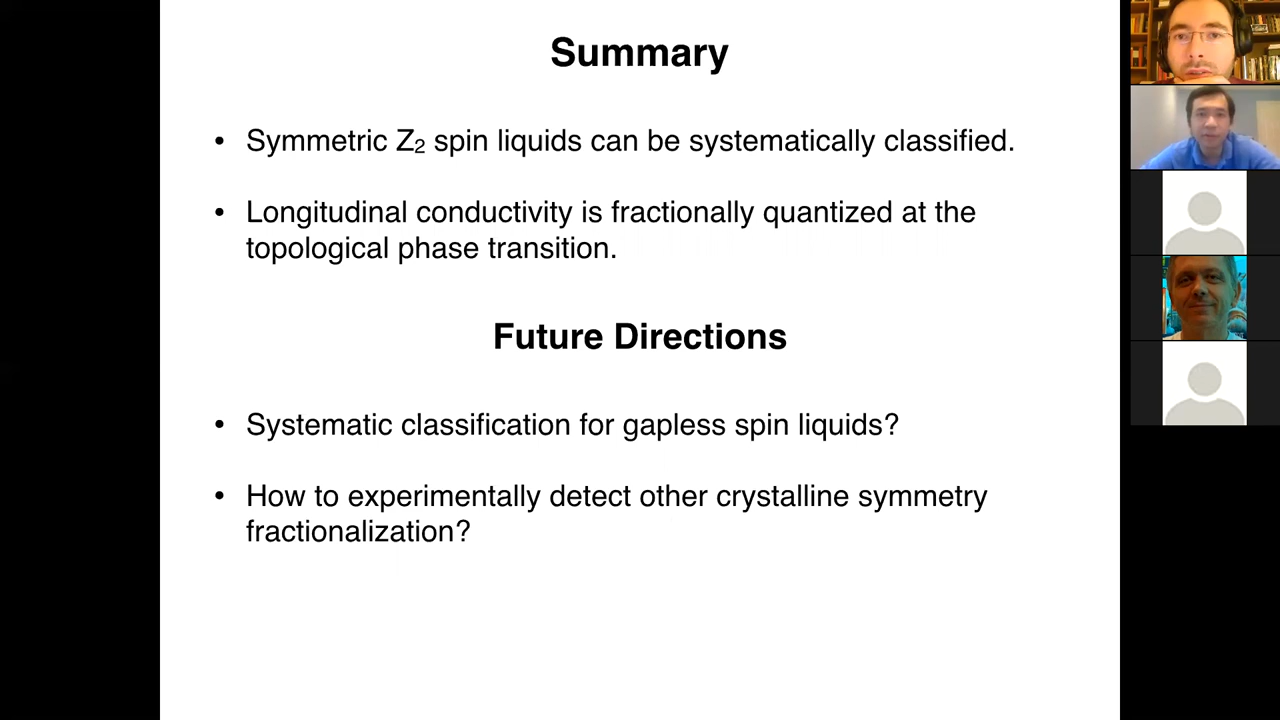 Summary
• Symmetric Z₂ spin liquids can be systematically classified.
• Longitudinal conductivity is fractionally quantized at the
topological phase transition.
Future Directions
• Systematic classification for gapless spin liquids?
• How to experimentally detect other crystalline symmetry
fractionalization?